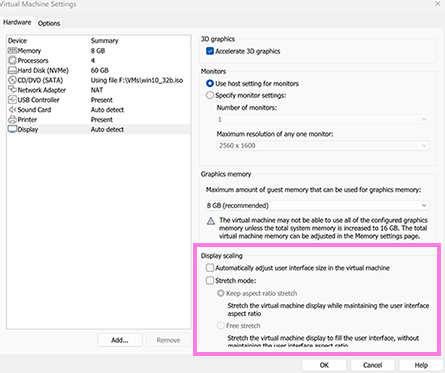 Virtual Machine Settings
Hardware Options
Device Summary
Memory 8 GB
Processors 4
Hard Disk (NVMe) 60 GB
CD/DVD (SATA) Using file F:\VMs\win10_32b.iso
Network Adapter NAT
USB Controller Present
Sound Card Auto detect
Printer Present
Display Auto detect
Add... Remove
3D graphics
Accelerate 3D graphics
Monitors
Use host setting for monitors
Specify monitor settings:
Number of monitors:
1
Maximum resolution of any one monitor:
2560 x 1600
Graphics memory
Maximum amount of guest memory that can be used for graphics memory:
8 GB (recommended)
The virtual machine may not be able to use all of the configured graphics
memory unless the total system memory is increased to 16 GB. The total
virtual machine memory can be adjusted in the Memory settings page.
Display scaling
Automatically adjust user interface size in the virtual machine
Stretch mode:
Keep aspect ratio stretch
Stretch the virtual machine display while maintaining the user interface
aspect ratio
Free stretch
Stretch the virtual machine display to fill the user interface, without
maintaining the user interface aspect ratio
OK Cancel Help